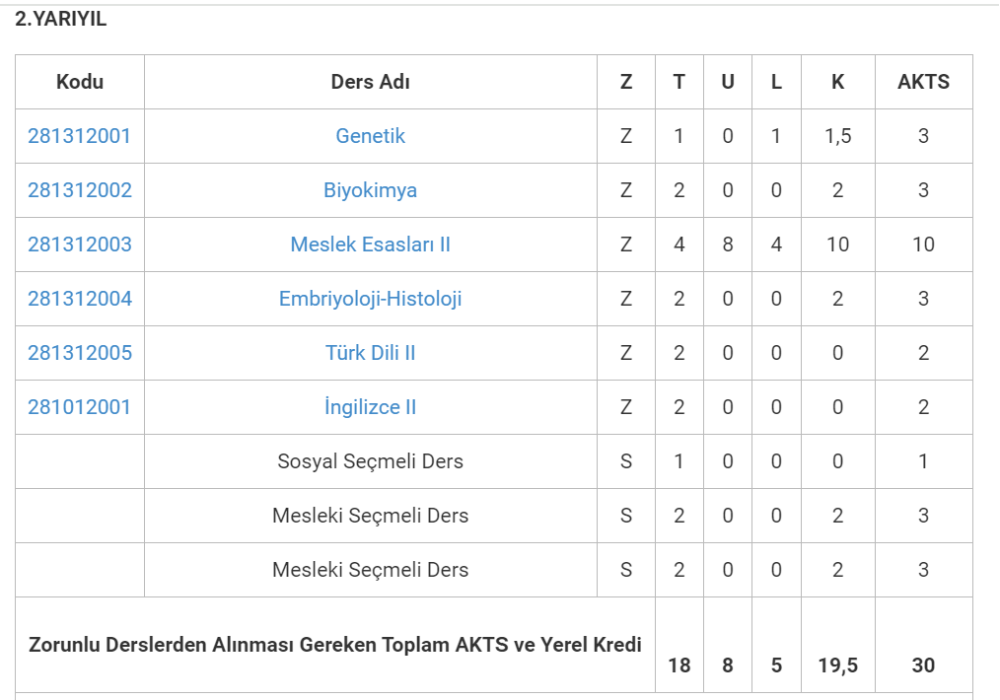 2.YARIYIL
Kodu Ders Adı Z T U L K AKTS
281312001 Genetik Z 1 0 1 1,5 3
281312002 Biyokimya Z 2 0 0 2 3
281312003 Meslek Esasları II Z 4 8 4 10 10
281312004 Embriyoloji-Histoloji Z 2 0 0 2 3
281312005 Türk Dili II Z 2 0 0 0 2
281012001 İngilizce II Z 2 0 0 0 2
Sosyal Seçmeli Ders S 1 0 0 0 1
Mesleki Seçmeli Ders S 2 0 0 2 3
Mesleki Seçmeli Ders S 2 0 0 2 3
Zorunlu Derslerden Alınması Gereken Toplam AKTS ve Yerel Kredi 18 8 5 19,5 30